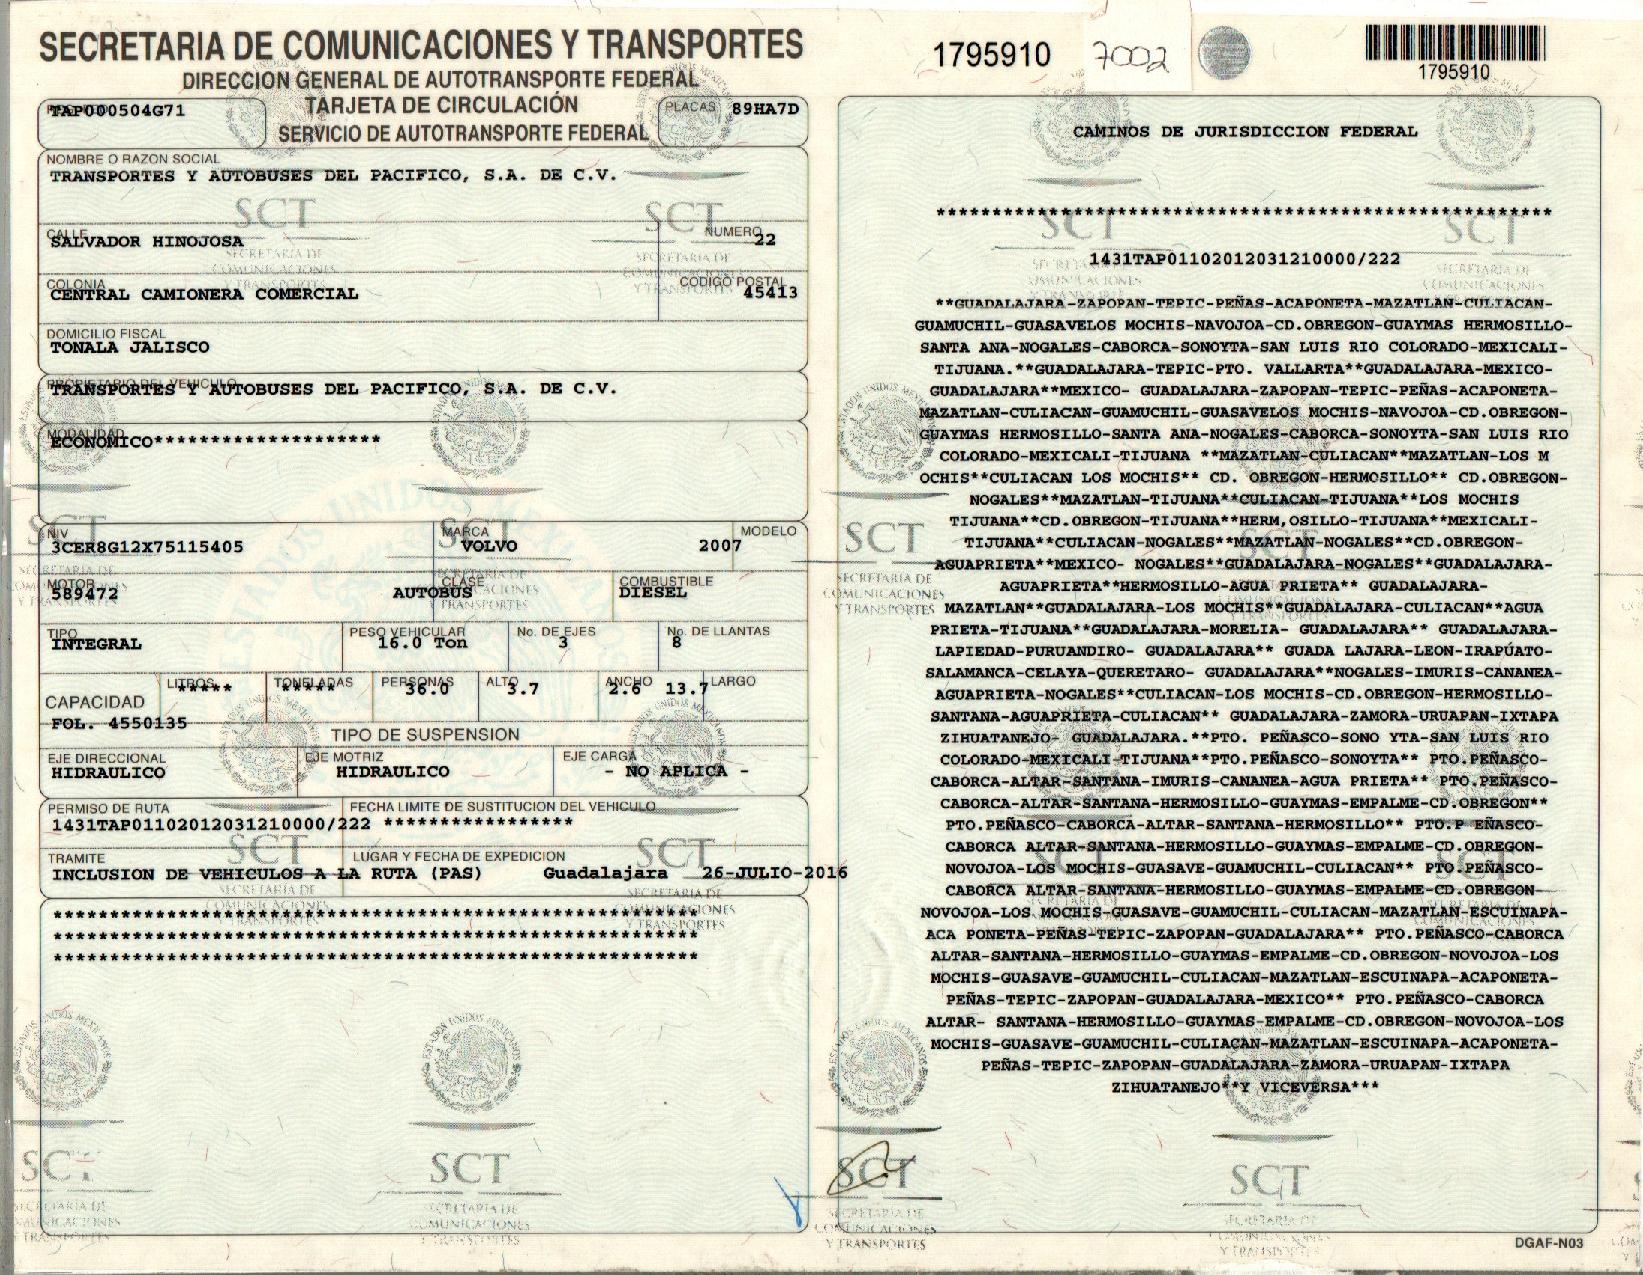 SECRETARIA DE COMUNICACIONES Y TRANSPORTES
DIRECCION GENERAL DE AUTOTRANSPORTE FEDERAL
TARJETA DE CIRCULACIÓN
SERVICIO DE AUTOTRANSPORTE FEDERAL
TAP000504G71
PLACAS 89HA7D
NOMBRE O RAZON SOCIAL
TRANSPORTES Y AUTOBUSES DEL PACIFICO, S.A. DE C.V.
CALLE NUMERO
SALVADOR HINOJOSA 22
COLONIA CODIGO POSTAL
CENTRAL CAMIONERA COMERCIAL 45413
DOMICILIO FISCAL
TONALA JALISCO
PROPIETARIO DEL VEHICULO
TRANSPORTES Y AUTOBUSES DEL PACIFICO, S.A. DE C.V.
MODALIDAD
ECONOMICO********************
NIV MARCA MODELO
3CER8G12X75115405 VOLVO 2007
MOTOR CLASE COMBUSTIBLE
589472 AUTOBUS DIESEL
TIPO PESO VEHICULAR No. DE EJES No. DE LLANTAS
INTEGRAL 16.0 Ton 3 8
LITROS TONELADAS PERSONAS ALTO ANCHO LARGO
***** ***** 36.0 3.7 2.6 13.7
CAPACIDAD
FOL. 4550135
TIPO DE SUSPENSION
EJE DIRECCIONAL EJE MOTRIZ EJE CARGA
HIDRAULICO HIDRAULICO - NO APLICA -
PERMISO DE RUTA FECHA LIMITE DE SUSTITUCION DEL VEHICULO
1431TAP01102012031210000/222 *****************
TRAMITE LUGAR Y FECHA DE EXPEDICION
INCLUSION DE VEHICULOS A LA RUTA (PAS) Guadalajara 26-JULIO-2016
1795910 7002
1795910
CAMINOS DE JURISDICCION FEDERAL
1431TAP01102012031210000/222
**GUADALAJARA-ZAPOPAN-TEPIC-PEÑAS-ACAPONETA-MAZATLAN-CULIACAN-
GUAMUCHIL-GUASAVELOS MOCHIS-NAVOJOA-CD.OBREGON-GUAYMAS HERMOSILLO-
SANTA ANA-NOGALES-CABORCA-SONOYTA-SAN LUIS RIO COLORADO-MEXICALI-
TIJUANA.**GUADALAJARA-TEPIC-PTO. VALLARTA**GUADALAJARA-MEXICO-
GUADALAJARA**MEXICO- GUADALAJARA-ZAPOPAN-TEPIC-PEÑAS-ACAPONETA-
MAZATLAN-CULIACAN-GUAMUCHIL-GUASAVELOS MOCHIS-NAVOJOA-CD.OBREGON-
GUAYMAS HERMOSILLO-SANTA ANA-NOGALES-CABORCA-SONOYTA-SAN LUIS RIO
COLORADO-MEXICALI-TIJUANA **MAZATLAN-CULIACAN**MAZATLAN-LOS M
OCHIS**CULIACAN LOS MOCHIS** CD. OBREGON-HERMOSILLO** CD.OBREGON-
NOGALES**MAZATLAN-TIJUANA**CULIACAN-TIJUANA**LOS MOCHIS
TIJUANA**CD.OBREGON-TIJUANA**HERM,OSILLO-TIJUANA**MEXICALI-
TIJUANA**CULIACAN-NOGALES**MAZATLAN-NOGALES**CD.OBREGON-
AGUAPRIETA**MEXICO- NOGALES**GUADALAJARA-NOGALES**GUADALAJARA-
AGUAPRIETA**HERMOSILLO-AGUA PRIETA** GUADALAJARA-
MAZATLAN**GUADALAJARA-LOS MOCHIS**GUADALAJARA-CULIACAN**AGUA
PRIETA-TIJUANA**GUADALAJARA-MORELIA- GUADALAJARA** GUADALAJARA-
LAPIEDAD-PURUANDIRO- GUADALAJARA** GUADA LAJARA-LEON-IRAPÚATO-
SALAMANCA-CELAYA-QUERETARO- GUADALAJARA**NOGALES-IMURIS-CANANEA-
AGUAPRIETA-NOGALES**CULIACAN-LOS MOCHIS-CD.OBREGON-HERMOSILLO-
SANTANA-AGUAPRIETA-CULIACAN** GUADALAJARA-ZAMORA-URUAPAN-IXTAPA
ZIHUATANEJO- GUADALAJARA.**PTO. PEÑASCO-SONO YTA-SAN LUIS RIO
COLORADO-MEXICALI-TIJUANA**PTO.PEÑASCO-SONOYTA** PTO.PEÑASCO-
CABORCA-ALTAR-SANTANA-IMURIS-CANANEA-AGUA PRIETA** PTO.PEÑASCO-
CABORCA-ALTAR-SANTANA-HERMOSILLO-GUAYMAS-EMPALME-CD.OBREGON**
PTO.PEÑASCO-CABORCA-ALTAR-SANTANA-HERMOSILLO** PTO.P EÑASCO-
CABORCA ALTAR-SANTANA-HERMOSILLO-GUAYMAS-EMPALME-CD.OBREGON-
NOVOJOA-LOS MOCHIS-GUASAVE-GUAMUCHIL-CULIACAN** PTO.PEÑASCO-
CABORCA ALTAR-SANTANA-HERMOSILLO-GUAYMAS-EMPALME-CD.OBREGON-
NOVOJOA-LOS MOCHIS-GUASAVE-GUAMUCHIL-CULIACAN-MAZATLAN-ESCUINAPA-
ACA PONETA-PEÑAS-TEPIC-ZAPOPAN-GUADALAJARA** PTO.PEÑASCO-CABORCA
ALTAR-SANTANA-HERMOSILLO-GUAYMAS-EMPALME-CD.OBREGON-NOVOJOA-LOS
MOCHIS-GUASAVE-GUAMUCHIL-CULIACAN-MAZATLAN-ESCUINAPA-ACAPONETA-
PEÑAS-TEPIC-ZAPOPAN-GUADALAJARA-MEXICO** PTO.PEÑASCO-CABORCA
ALTAR- SANTANA-HERMOSILLO-GUAYMAS-EMPALME-CD.OBREGON-NOVOJOA-LOS
MOCHIS-GUASAVE-GUAMUCHIL-CULIACAN-MAZATLAN-ESCUINAPA-ACAPONETA-
PEÑAS-TEPIC-ZAPOPAN-GUADALAJARA-ZAMORA-URUAPAN-IXTAPA
ZIHUATANEJO**Y VICEVERSA***
SCT
SECRETARIA DE
COMUNICACIONES
Y TRANSPORTES
DGAF-N03